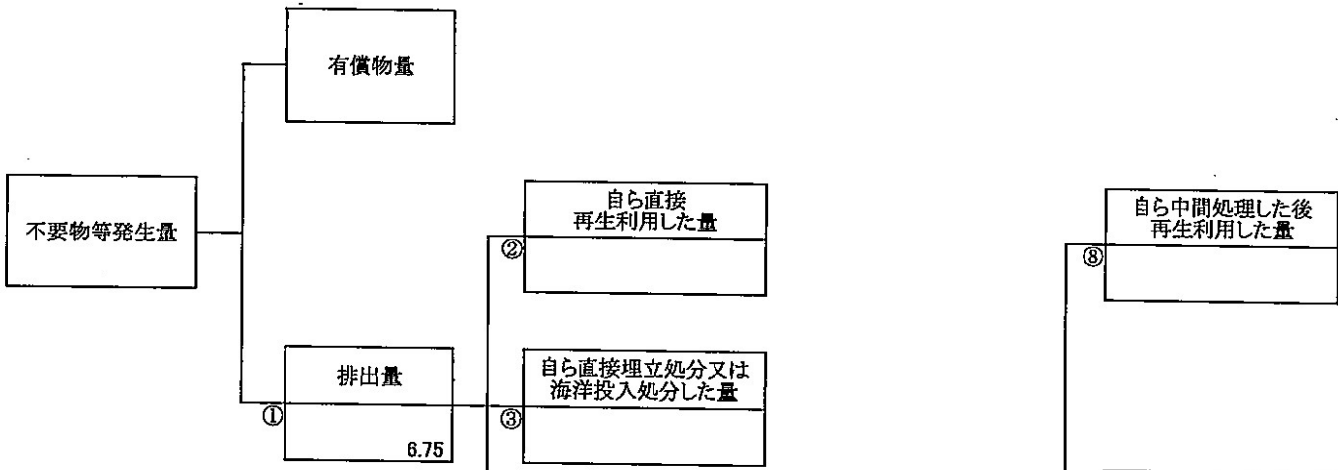 有償物量
不要物等発生量
自ら直接
再生利用した量
②
自ら中間処理した後
再生利用した量
⑧
排出量
①
6.75
自ら直接埋立処分又は
海洋投入処分した量
③